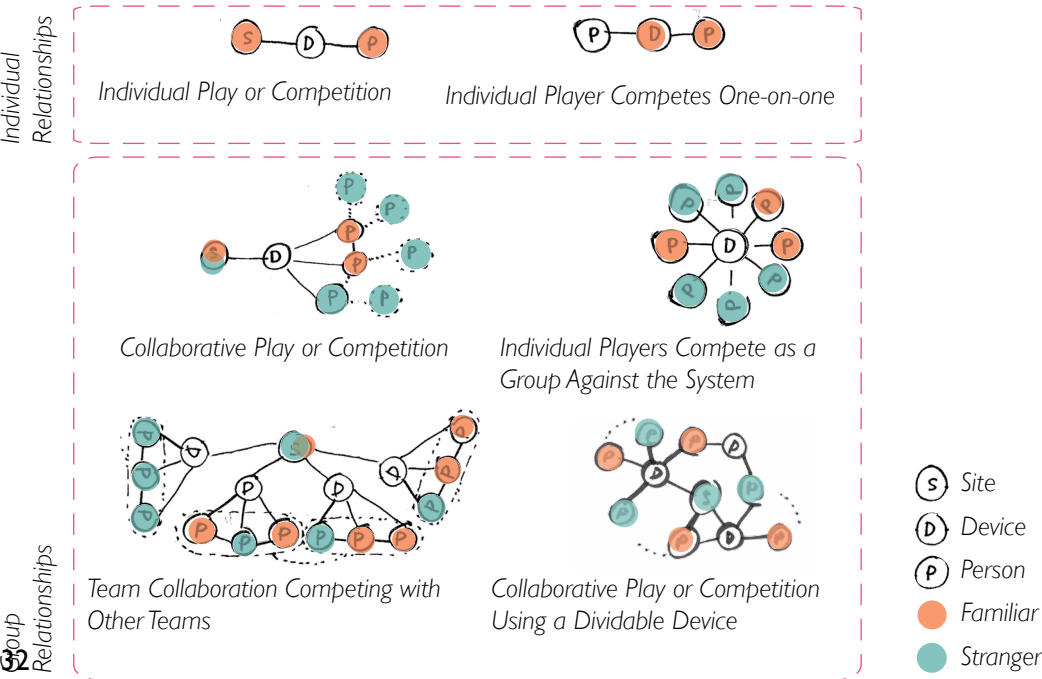 Individual
Relationships
S D P
P D P
Individual Play or Competition
Individual Player Competes One-on-one
P
P
P
S D P
P P
P P
P P P
P D P
P P P
Collaborative Play or Competition
Individual Players Compete as a
Group Against the System
P D S D P
P P
P P
D D
P P P P P P
P P P
P D
P S P
P D P
Team Collaboration Competing with
Other Teams
Collaborative Play or Competition
Using a Dividable Device
Group
Relationships
32
S Site
D Device
P Person
Familiar
Stranger